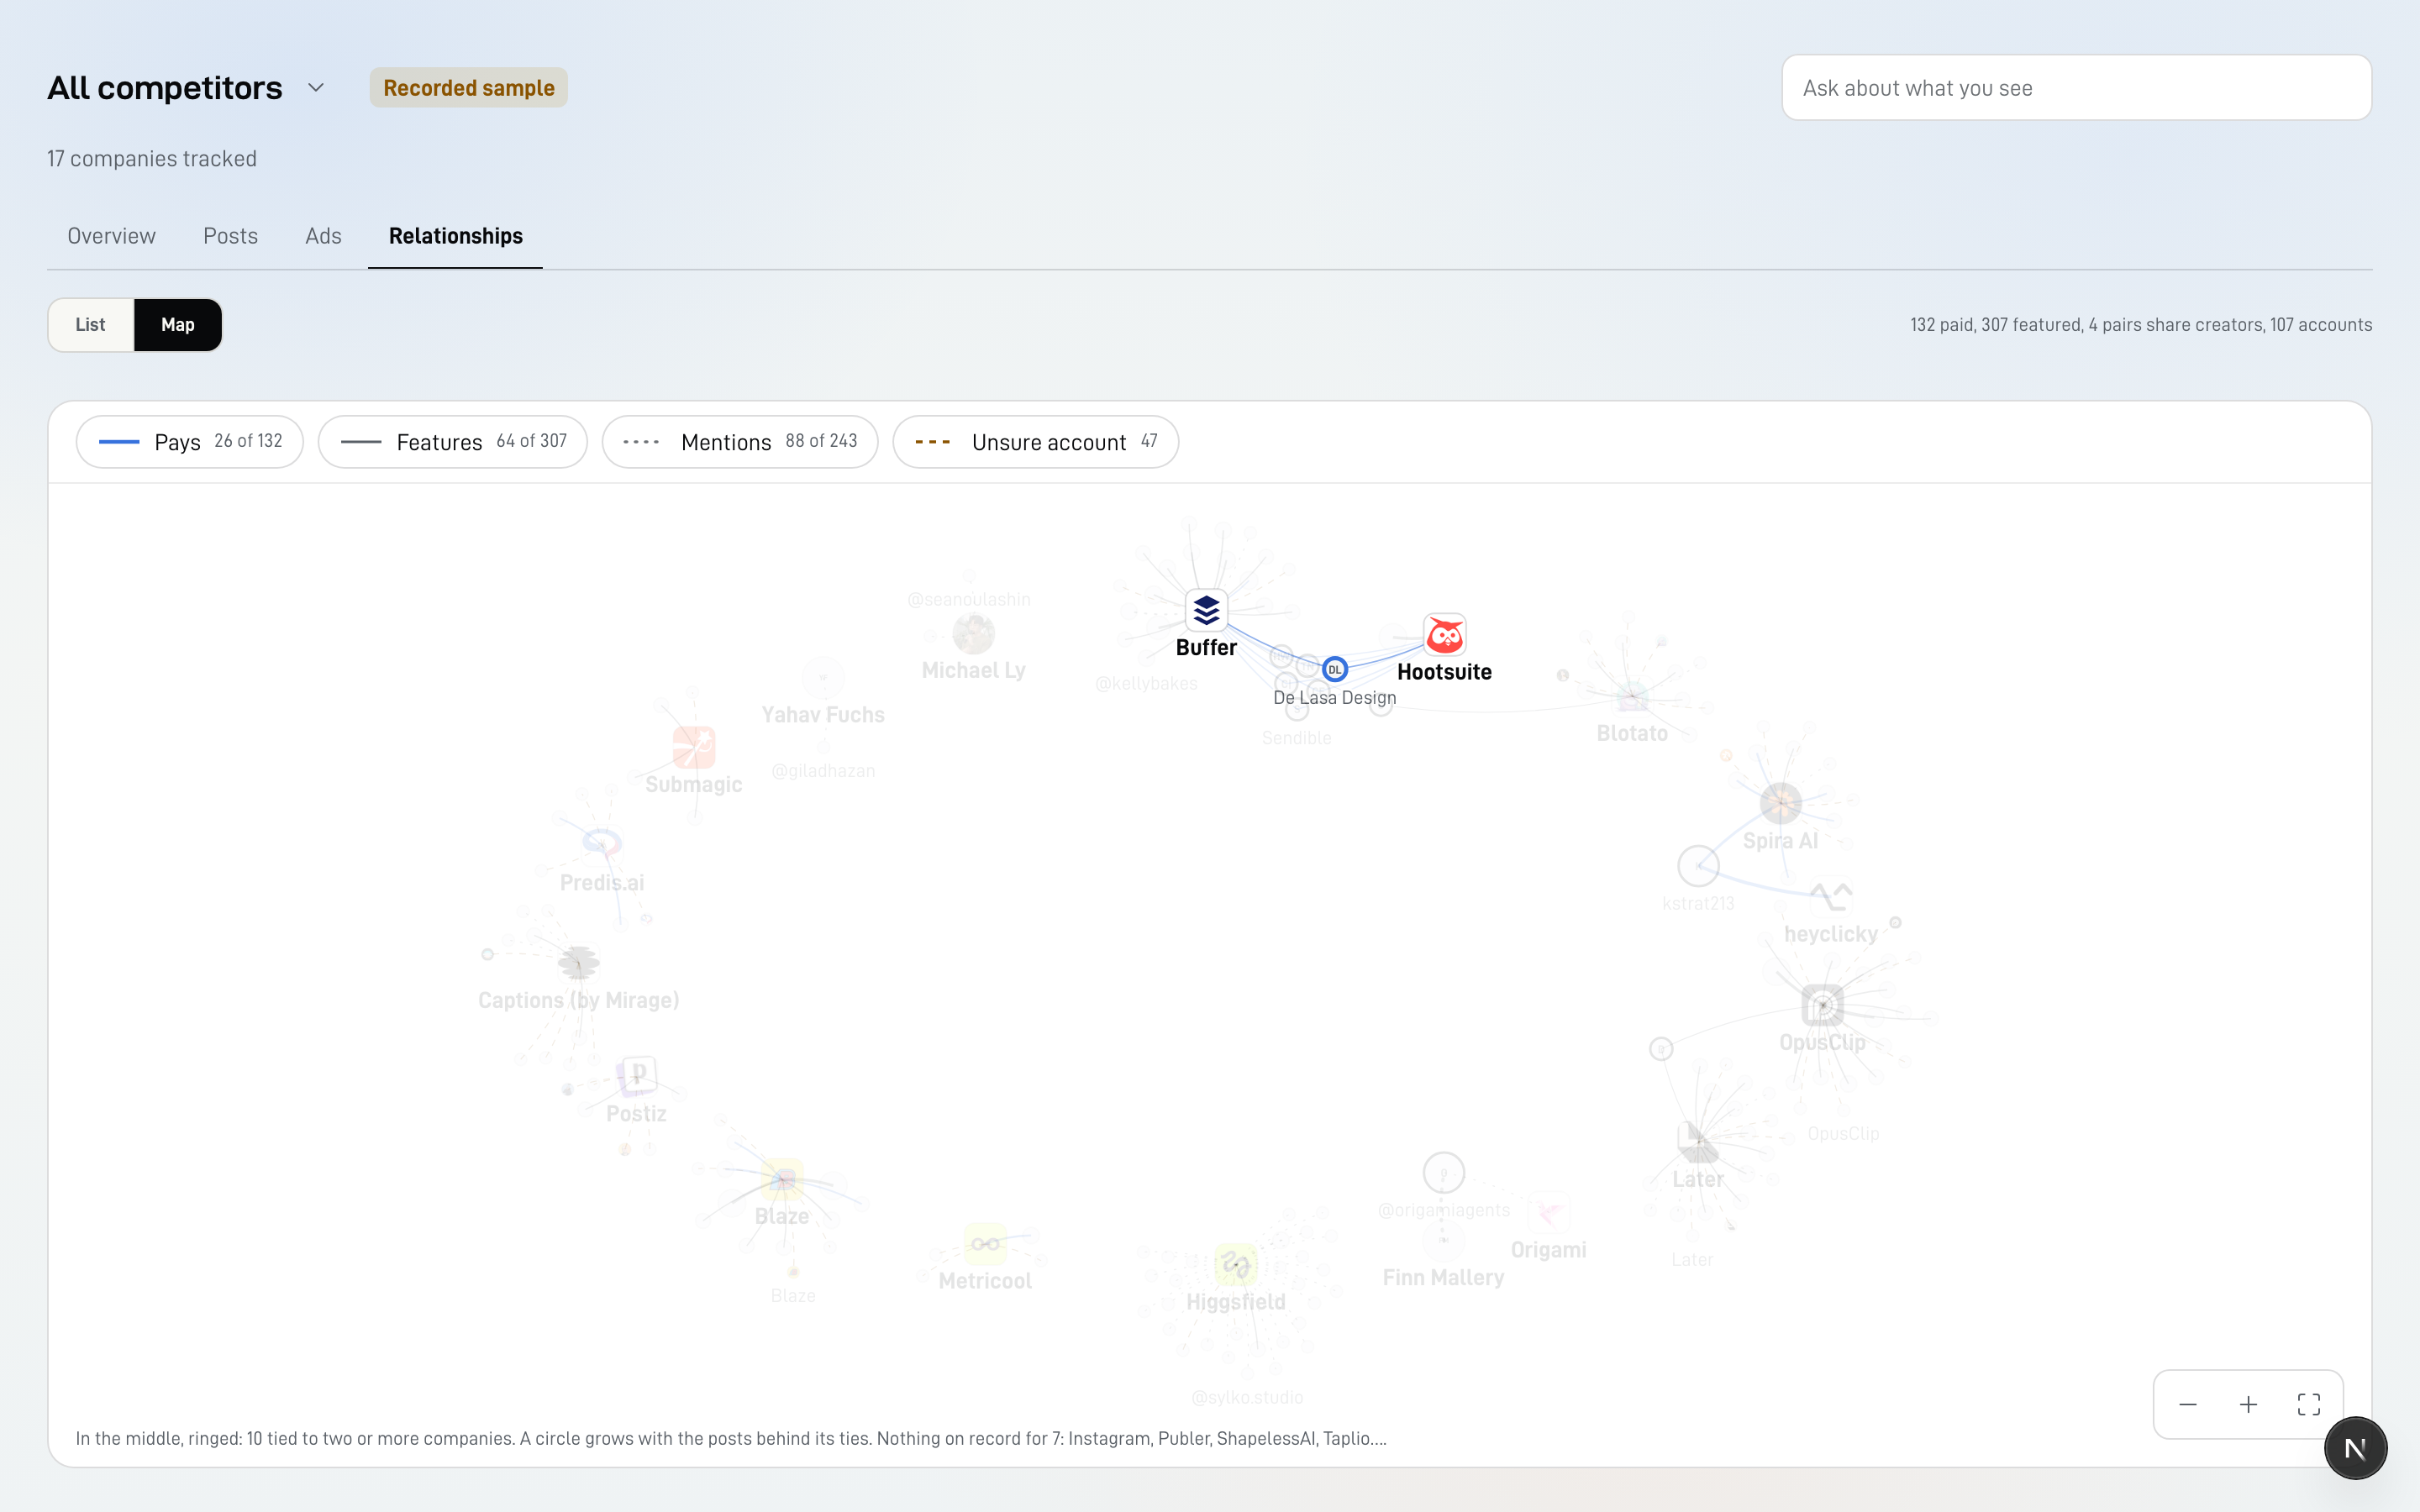 All competitors
Recorded sample
Ask about what you see
17 companies tracked
Overview
Posts
Ads
Relationships
List
Map
132 paid, 307 featured, 4 pairs share creators, 107 accounts
Pays 26 of 132
Features 64 of 307
Mentions 88 of 243
Unsure account 47
@seanoulashin
Michael Ly
Buffer
@kellybakes
DL
De Lasa Design
Hootsuite
S
Sendible
Blotato
Yahav Fuchs
@giladhazan
Submagic
Spira AI
kstrat213
heyclicky
Predis.ai
Captions (by Mirage)
OpusClip
OpusClip
Postiz
Later
Later
Blaze
Blaze
Metricool
Higgsfield
@sylko.studio
@origamiagents
Finn Mallery
Origami
In the middle, ringed: 10 tied to two or more companies. A circle grows with the posts behind its ties. Nothing on record for 7: Instagram, Publer, ShapelessAI, Taplio....
N